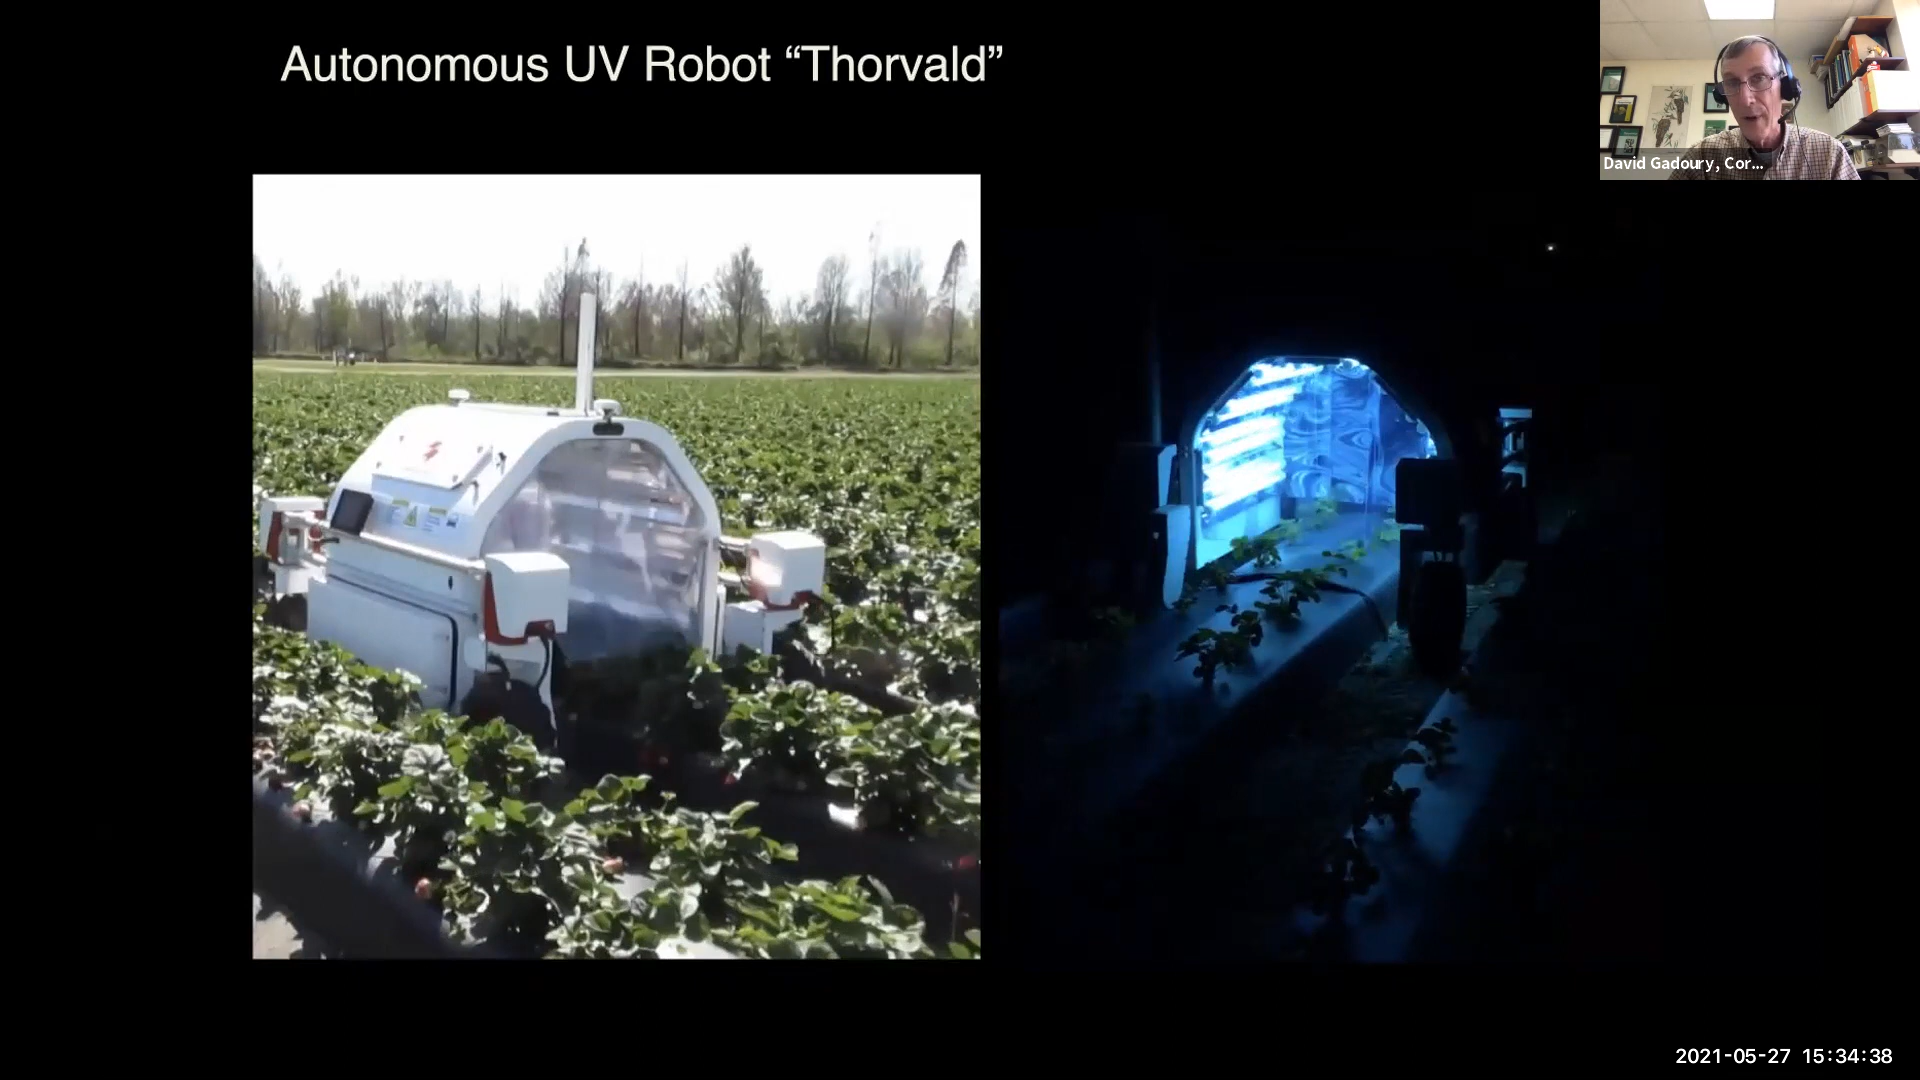 Autonomous UV Robot “Thorvald”
David Gadoury, Cor...
2021-05-27 15:34:38